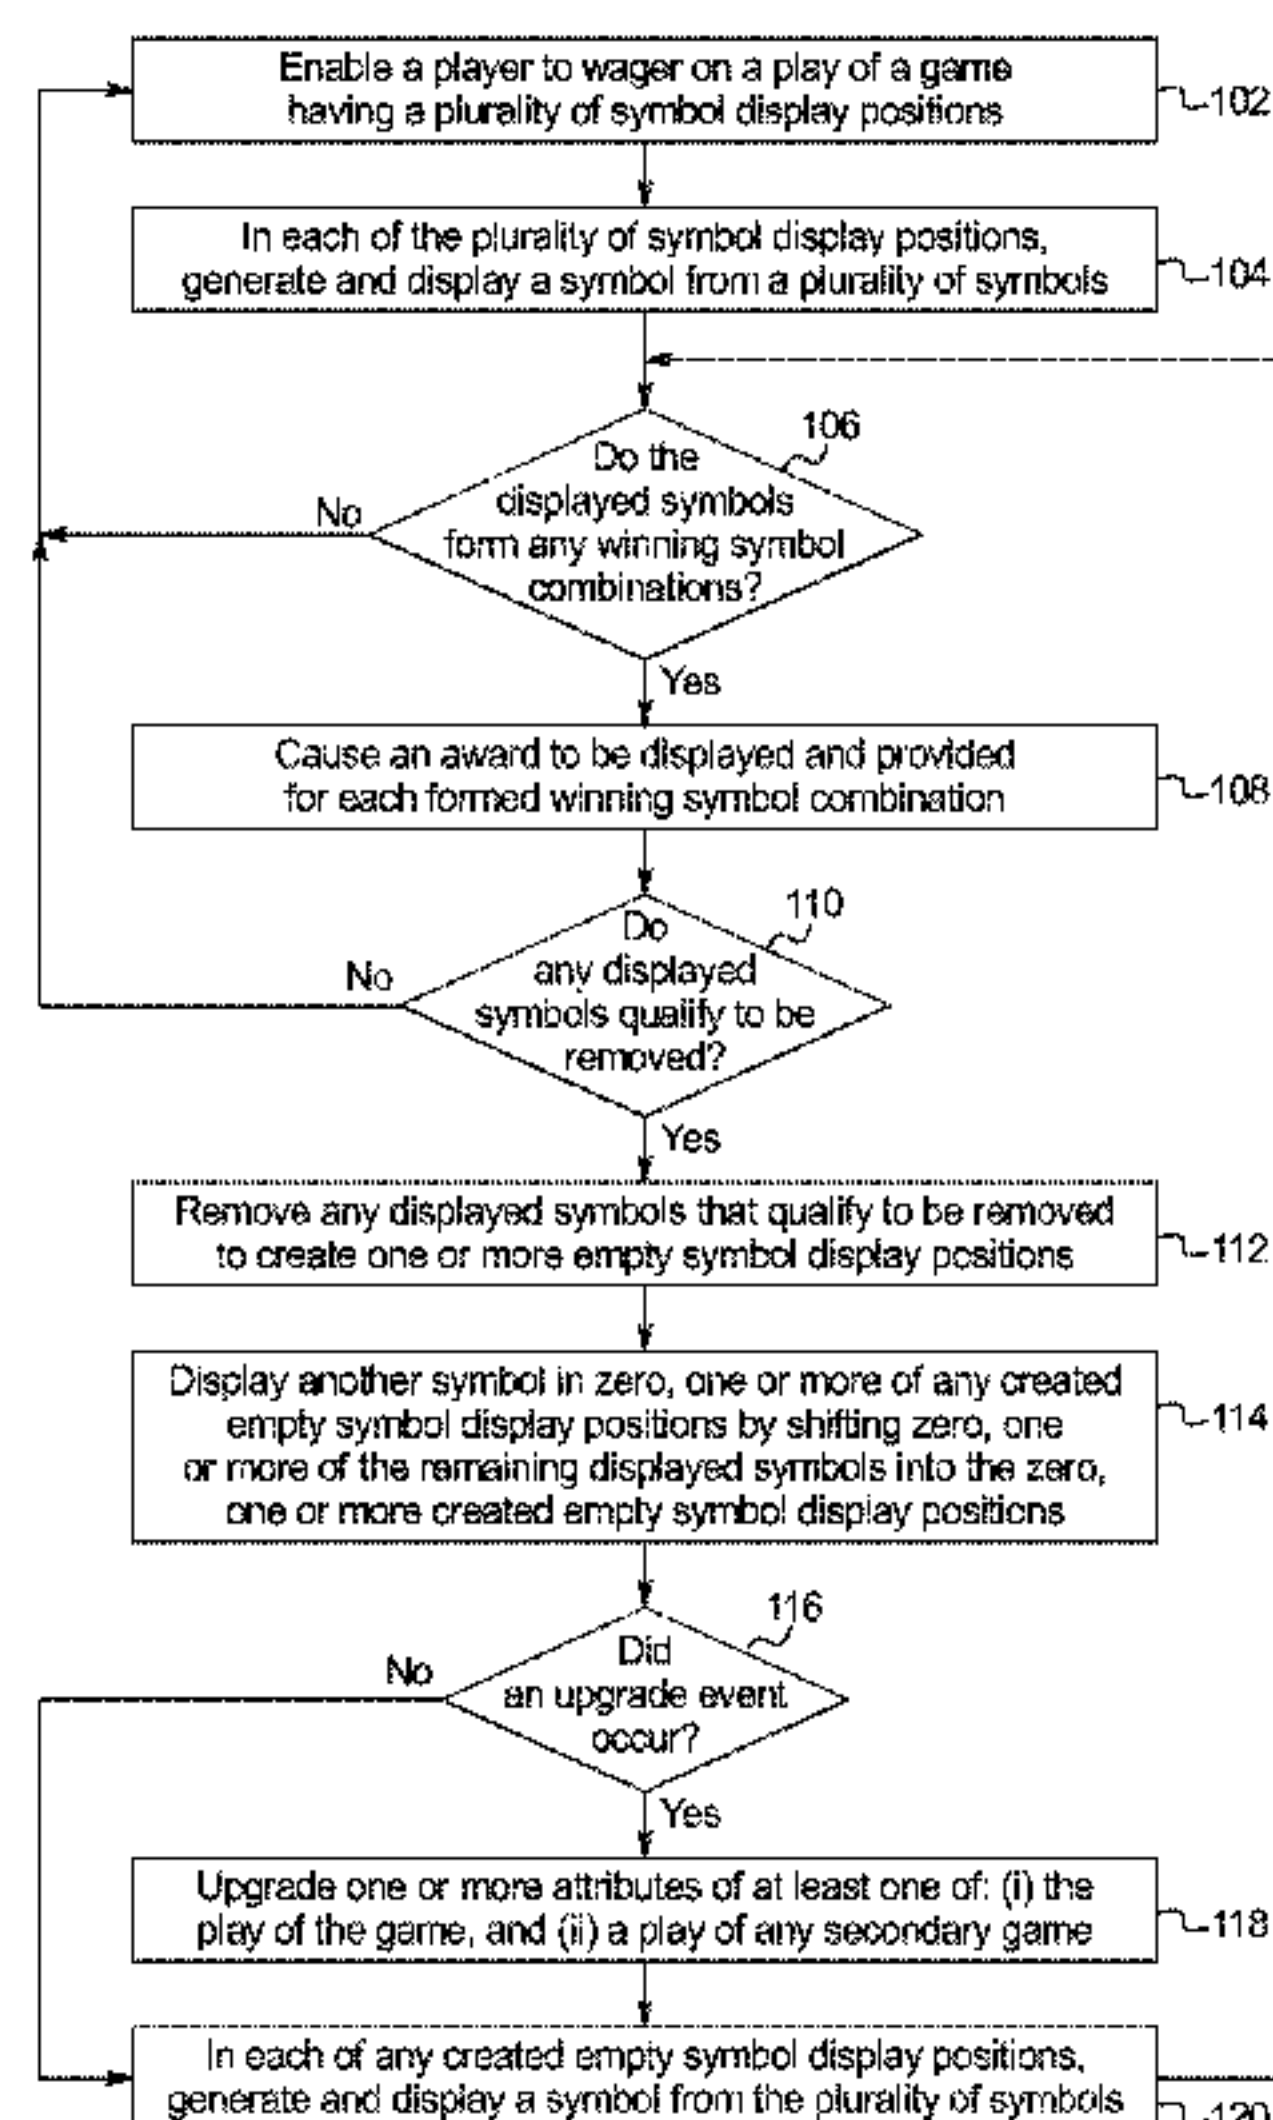 Enable a player to wager on a play of a game
having a plurality of symbol display positions
102
In each of the plurality of symbol display positions,
generate and display a symbol from a plurality of symbols
104
106
Do the
displayed symbols
form any winning symbol
combinations?
No
Yes
Cause an award to be displayed and provided
for each formed winning symbol combination
108
110
Do
any displayed
symbols qualify to be
removed?
No
Yes
Remove any displayed symbols that qualify to be removed
to create one or more empty symbol display positions
112
Display another symbol in zero, one or more of any created
empty symbol display positions by shifting zero, one
or more of the remaining displayed symbols into the zero,
one or more created empty symbol display positions
114
116
Did
an upgrade event
occur?
No
Yes
Upgrade one or more attributes of at least one of: (i) the
play of the game, and (ii) a play of any secondary game
118
In each of any created empty symbol display positions,
generate and display a symbol from the plurality of symbols
120